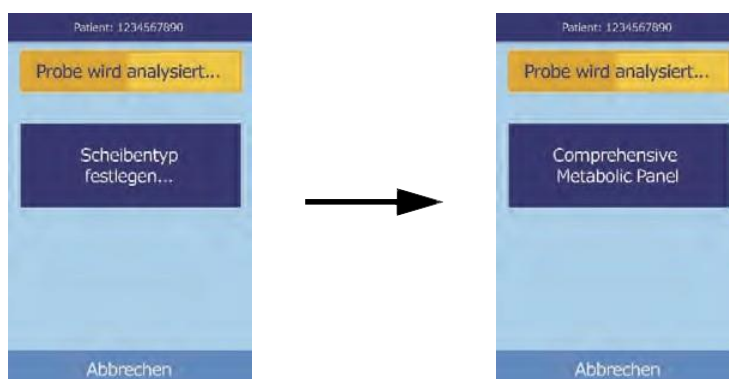 Patient: 1234567890
Probe wird analysiert...
Scheibentyp
festlegen...
Abbrechen
Patient: 1234567890
Probe wird analysiert...
Comprehensive
Metabolic Panel
Abbrechen